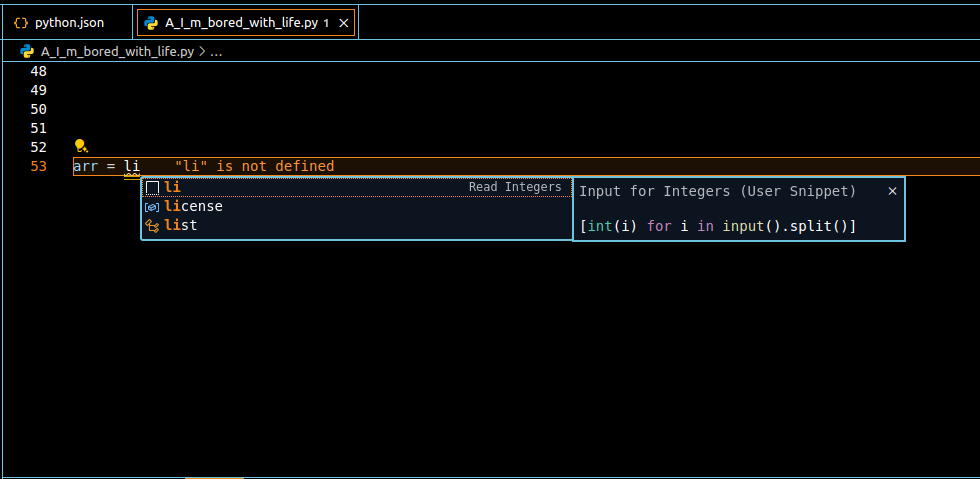 python.json
A_I_m_bored_with_life.py 1
A_I_m_bored_with_life.py > ...
48
49
50
51
52
53 arr = li "li" is not defined
li Read Integers
license
list
Input for Integers (User Snippet)
[int(i) for i in input().split()]